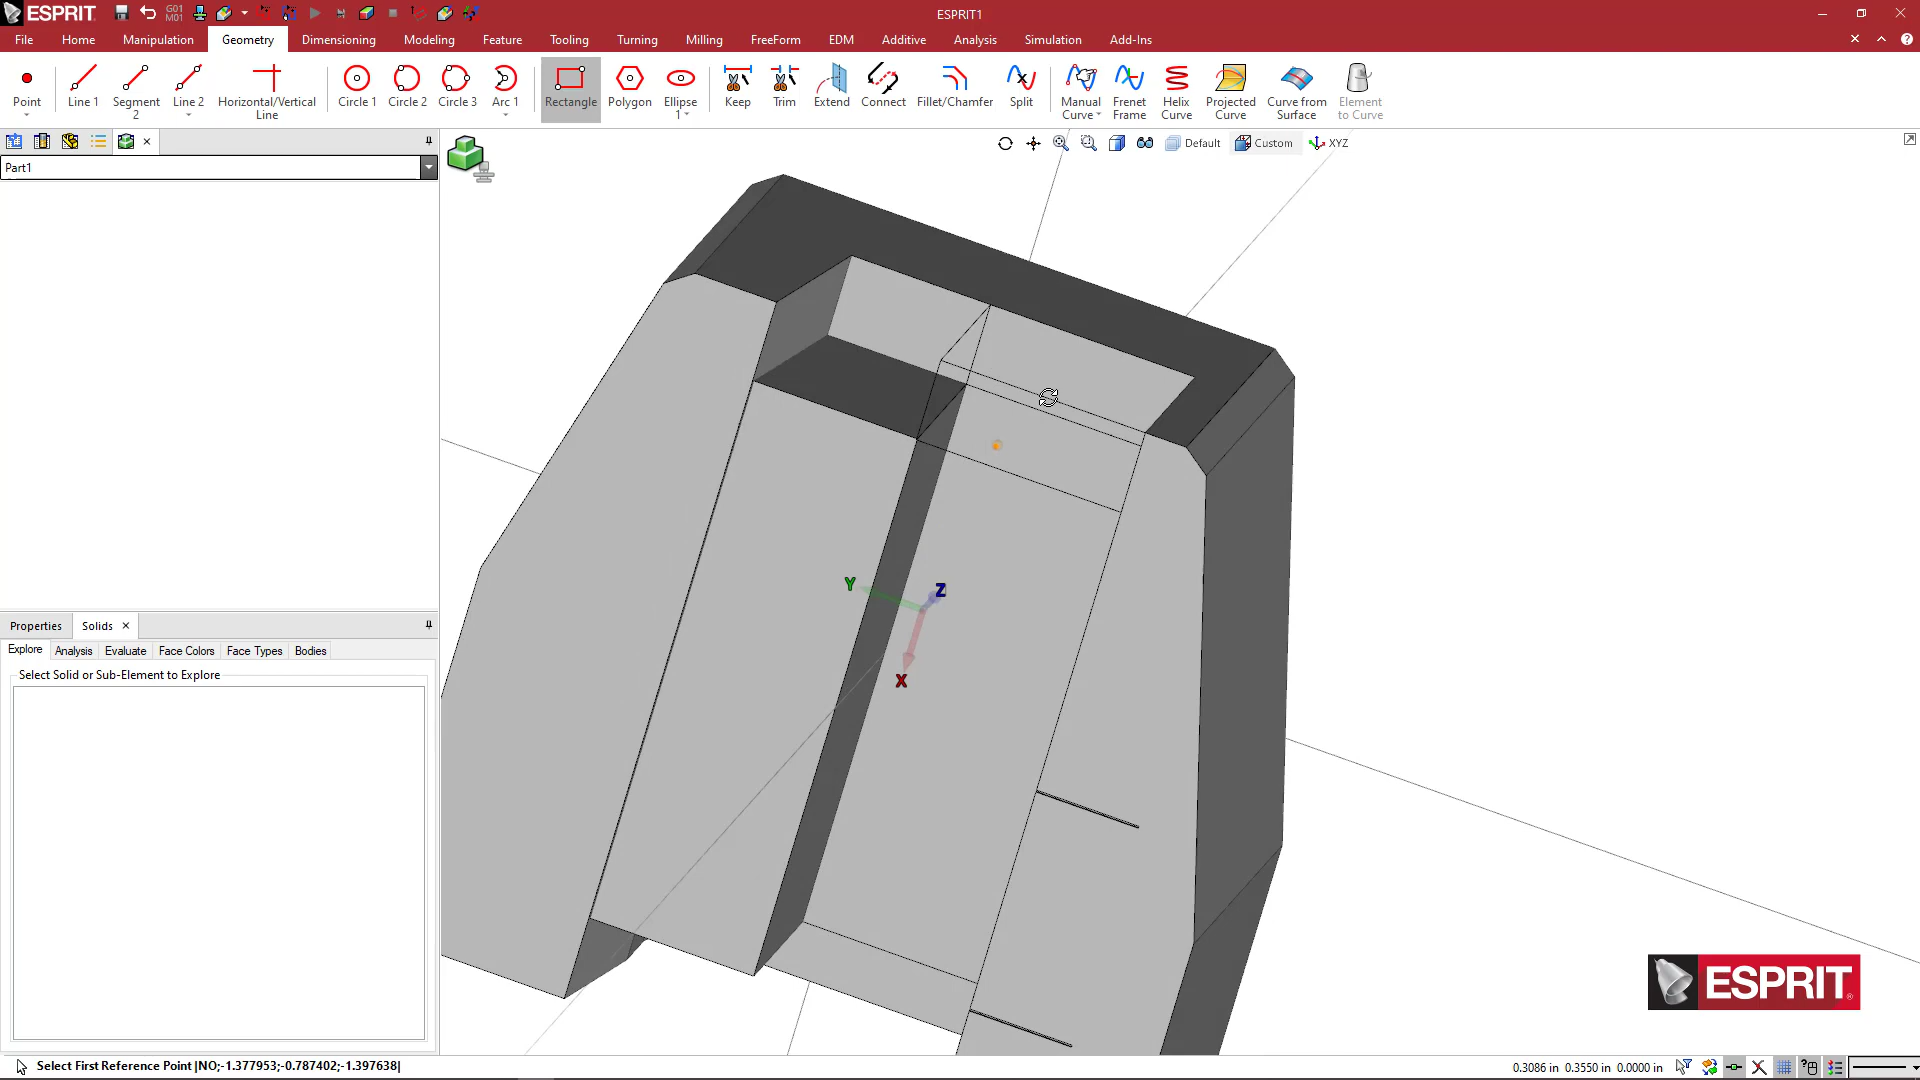 ESPRIT
G01
M01
ESPRIT1
File Home Manipulation Geometry Dimensioning Modeling Feature Tooling Turning Milling FreeForm EDM Additive Analysis Simulation Add-Ins
Point Line 1 Segment 2 Line 2 Horizontal/Vertical Line Circle 1 Circle 2 Circle 3 Arc 1 Rectangle Polygon Ellipse 1 Keep Trim Extend Connect Fillet/Chamfer Split Manual Curve Frenet Frame Helix Curve Projected Curve Curve from Surface Element to Curve
Default Custom XYZ
Part1
Y
Z
X
Properties Solids
Explore Analysis Evaluate Face Colors Face Types Bodies
Select Solid or Sub-Element to Explore
ESPRIT
Select First Reference Point |NO;-1.377953;-0.787402;-1.397638|
0.3086 in 0.3550 in 0.0000 in